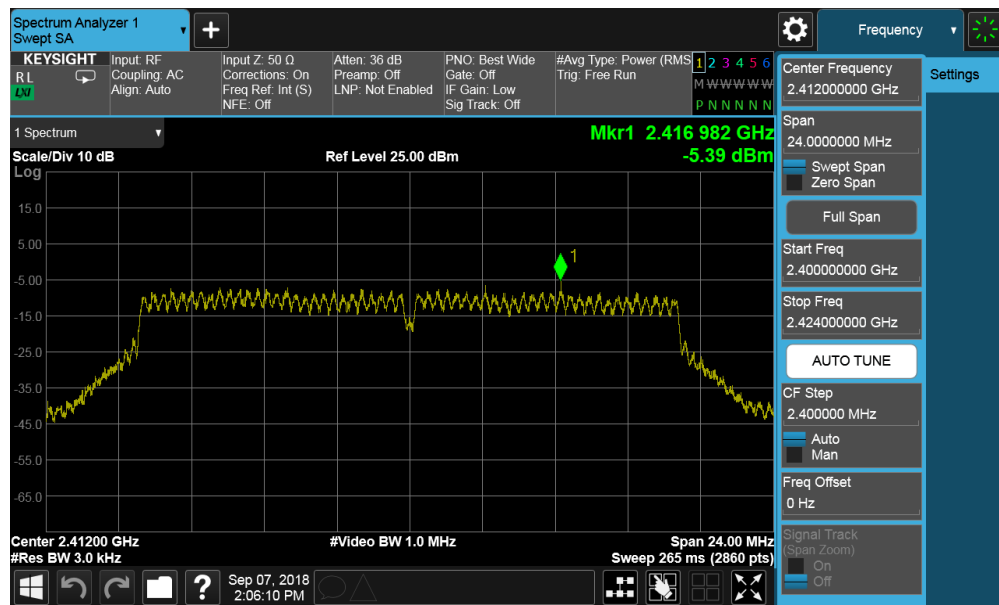 Spectrum Analyzer 1
Swept SA
+
Frequency
KEYSIGHT
R L
LXI
Input: RF
Coupling: AC
Align: Auto
Input Z: 50 Ω
Corrections: On
Freq Ref: Int (S)
NFE: Off
Atten: 36 dB
Preamp: Off
LNP: Not Enabled
PNO: Best Wide
Gate: Off
IF Gain: Low
Sig Track: Off
#Avg Type: Power (RMS
Trig: Free Run
1 2 3 4 5 6
M W W W W W
P N N N N N
1 Spectrum
Mkr1 2.416 982 GHz
Scale/Div 10 dB
Ref Level 25.00 dBm
-5.39 dBm
Log
15.0
5.00
-5.00
-15.0
-25.0
-35.0
-45.0
-55.0
-65.0
1
Center 2.41200 GHz
#Video BW 1.0 MHz
Span 24.00 MHz
#Res BW 3.0 kHz
Sweep 265 ms (2860 pts)
?
Sep 07, 2018
2:06:10 PM
Center Frequency
2.412000000 GHz
Settings
Span
24.0000000 MHz
Swept Span
Zero Span
Full Span
Start Freq
2.400000000 GHz
Stop Freq
2.424000000 GHz
AUTO TUNE
CF Step
2.400000 MHz
Auto
Man
Freq Offset
0 Hz
Signal Track
(Span Zoom)
On
Off